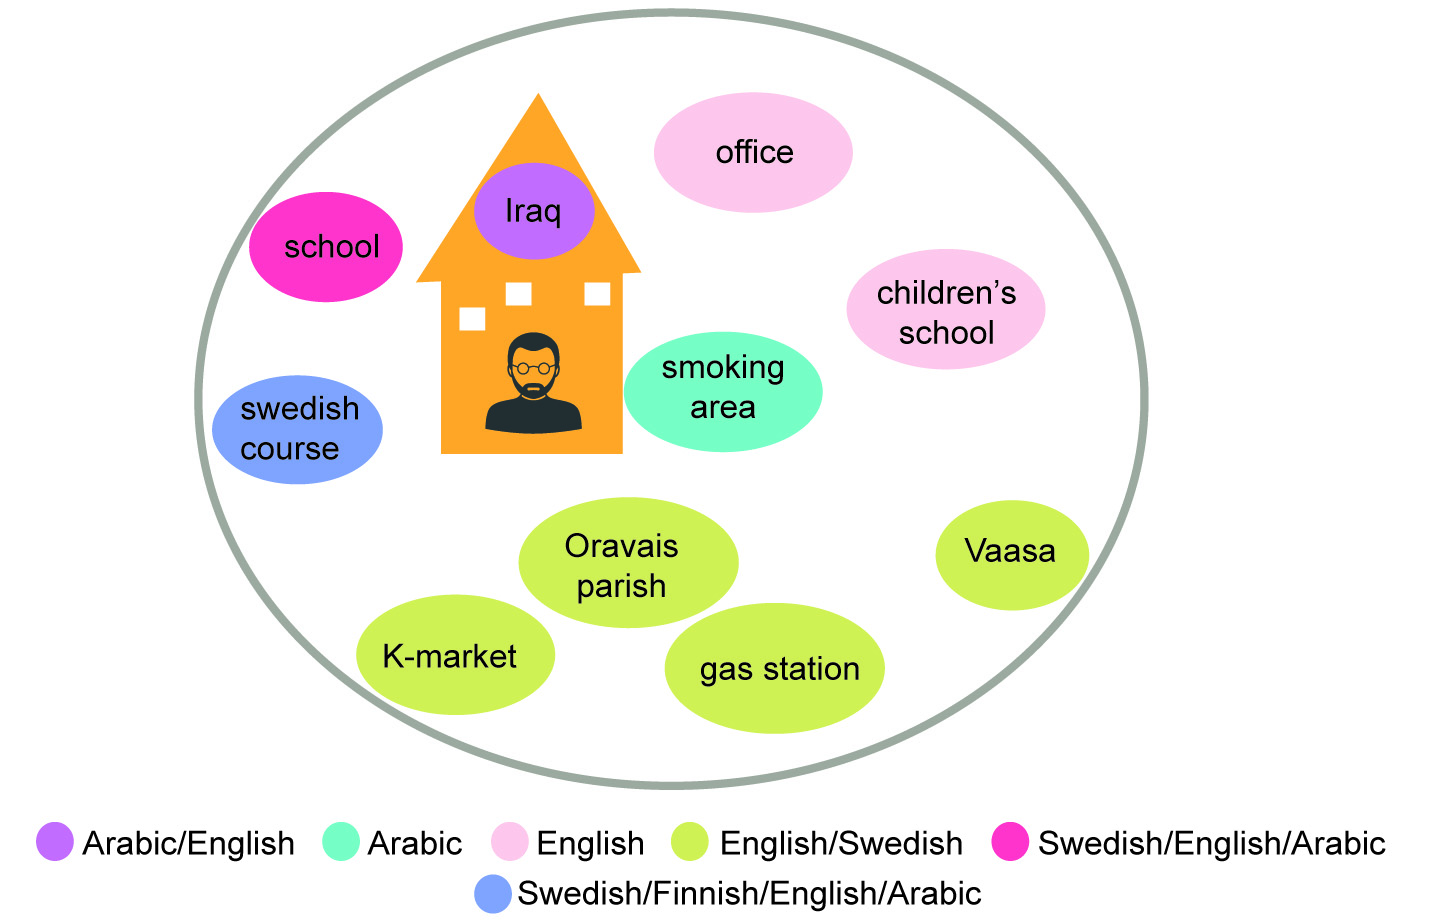 office
Iraq
school
children's
school
smoking
area
swedish
course
Oravais
parish
Vaasa
K-market
gas station
Arabic/English
Arabic
English
English/Swedish
Swedish/English/Arabic
Swedish/Finnish/English/Arabic